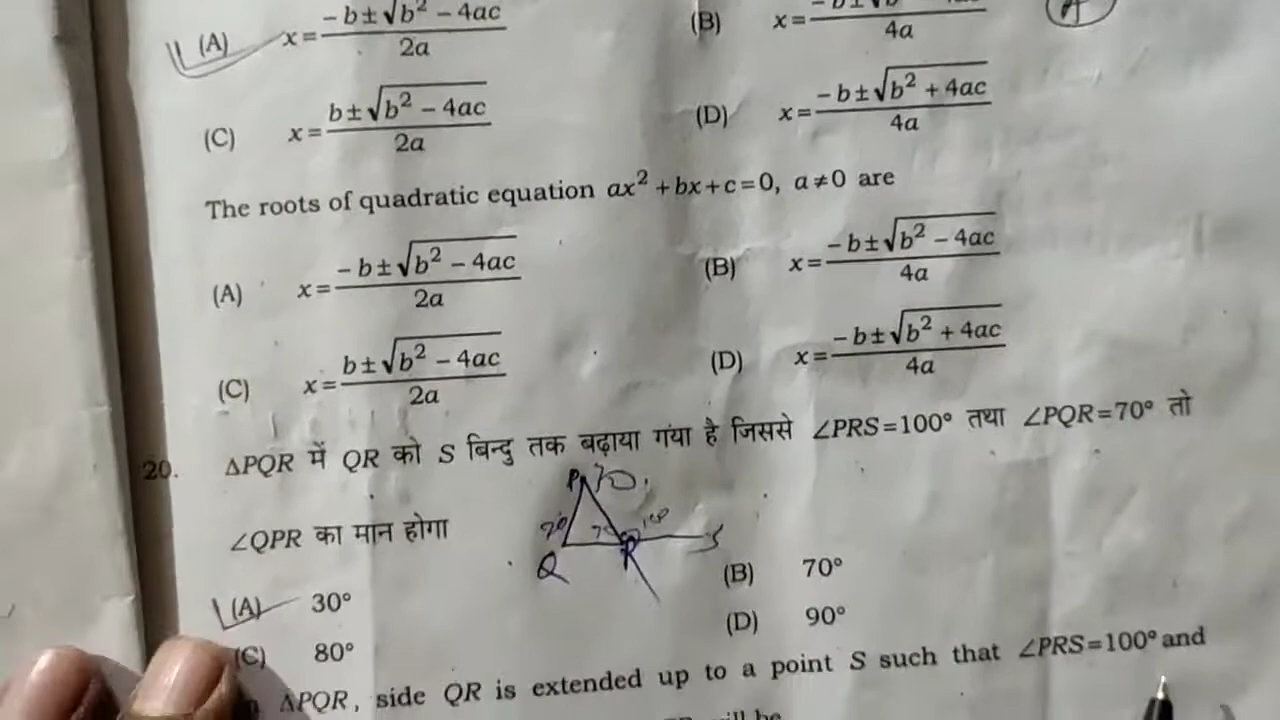 (A) x = (-b ± √(b² - 4ac)) / 2a (B) x = / 4a
(C) x = (b ± √(b² - 4ac)) / 2a (D) x = (-b ± √(b² + 4ac)) / 4a
The roots of quadratic equation ax² + bx + c = 0, a ≠ 0 are
(A) x = (-b ± √(b² - 4ac)) / 2a (B) x = (-b ± √(b² - 4ac)) / 4a
(C) x = (b ± √(b² - 4ac)) / 2a (D) x = (-b ± √(b² + 4ac)) / 4a
20. ΔPQR में QR को S बिन्दु तक बढ़ाया गया है जिससे ∠PRS=100° तथा ∠PQR=70° तो
∠QPR का मान होगा
P
Q R S
(A) 30° (B) 70°
(C) 80° (D) 90°
ΔPQR, side QR is extended up to a point S such that ∠PRS=100° and
will be